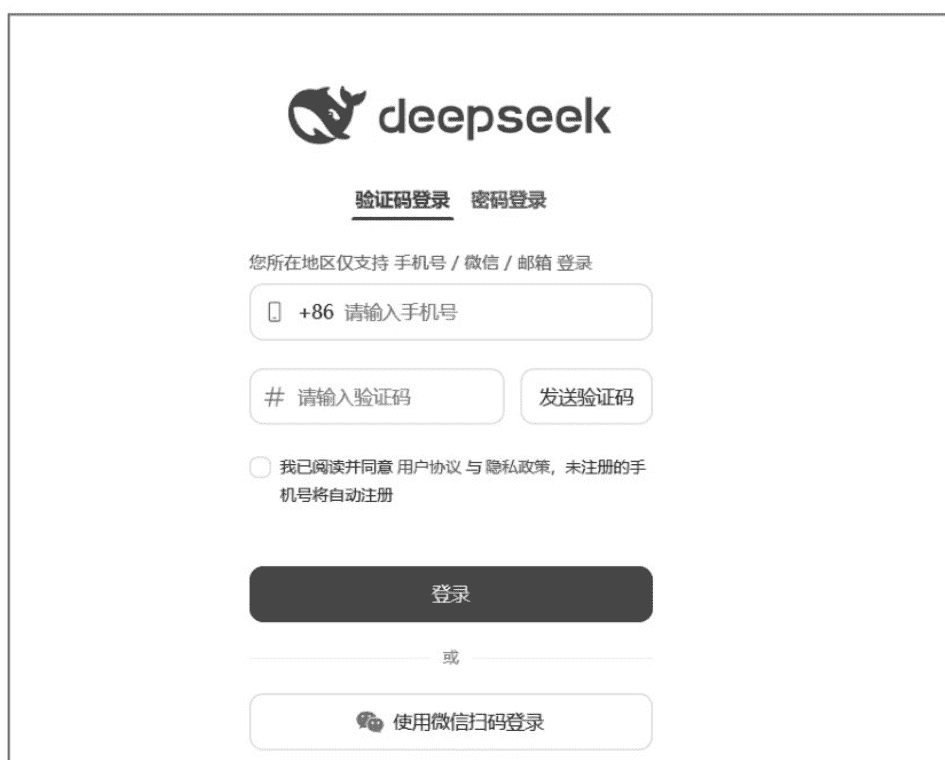 deepseek
验证码登录 密码登录
您所在地区仅支持 手机号 / 微信 / 邮箱 登录
+86 请输入手机号
# 请输入验证码 发送验证码
我已阅读并同意 用户协议 与 隐私政策，未注册的手
机号将自动注册
登录
或
使用微信扫码登录